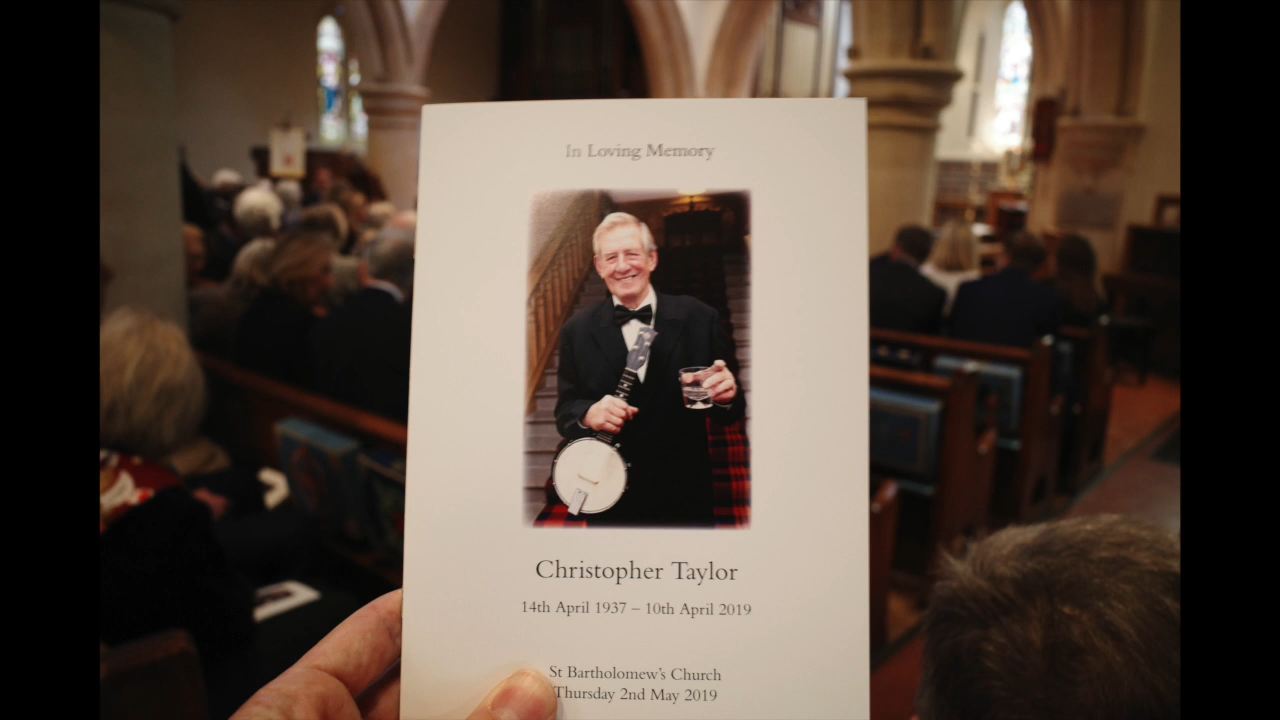 In Loving Memory
Christopher Taylor
14th April 1937 – 10th April 2019
St Bartholomew's Church
Thursday 2nd May 2019